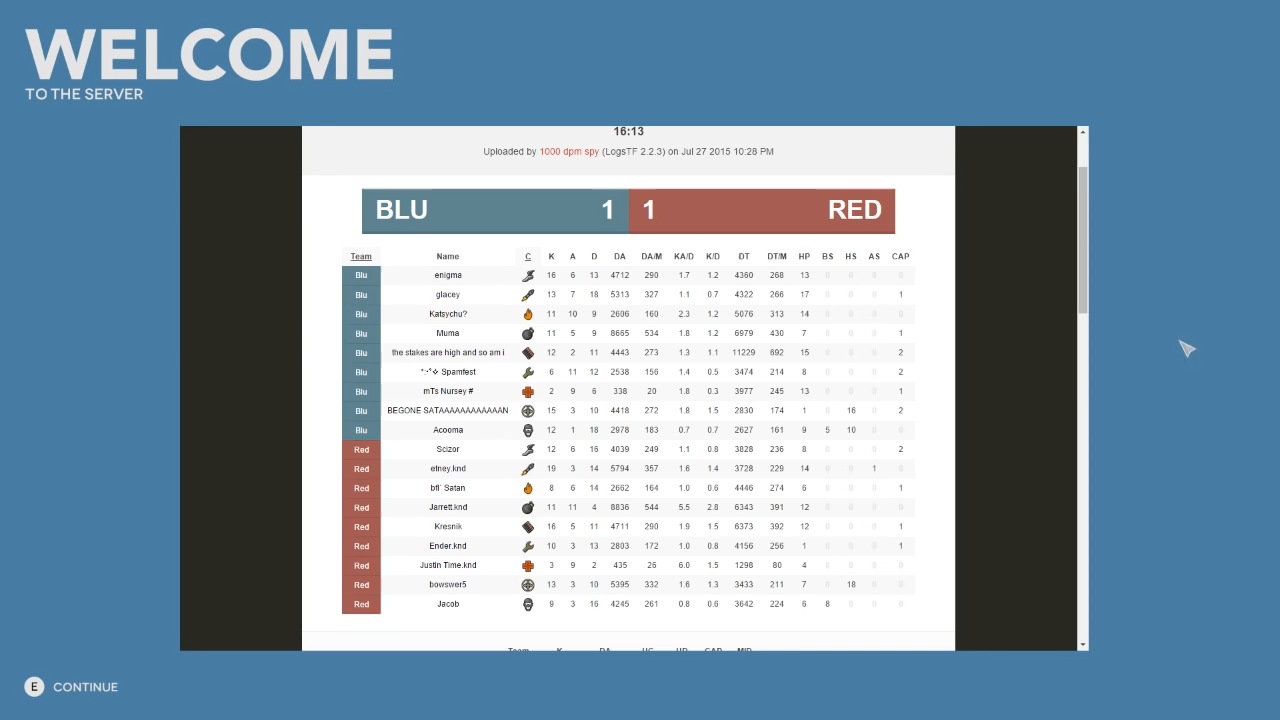 WELCOME
TO THE SERVER
16:13
Uploaded by 1000 dpm spy (LogsTF 2.2.3) on Jul 27 2015 10:28 PM
BLU 1 1 RED
Team Name C K A D DA DA/M KA/D K/D DT DT/M HP BS HS AS CAP
Blu enigma 16 6 13 4712 290 1.7 1.2 4360 268 13 0 0 0 0
Blu glacey 13 7 18 5313 327 1.1 0.7 4322 266 17 0 0 0 1
Blu Katsychu? 11 10 9 2606 160 2.3 1.2 5076 313 14 0 0 0 0
Blu Muma 11 5 9 8665 534 1.8 1.2 6979 430 7 0 0 0 1
Blu the stakes are high and so am i 12 2 11 4443 273 1.3 1.1 11229 692 15 0 0 0 2
Blu Spamfest 6 11 12 2538 156 1.4 0.5 3474 214 8 0 0 0 2
Blu mTs Nursey # 2 9 6 338 20 1.8 0.3 3977 245 13 0 0 0 1
Blu BEGONE SATAAAAAAAAAAAN 15 3 10 4418 272 1.8 1.5 2830 174 1 0 16 0 2
Blu Acooma 12 1 18 2978 183 0.7 0.7 2627 161 9 5 10 0 0
Red Scizor 12 6 16 4039 249 1.1 0.8 3828 236 8 0 0 0 2
Red etney.knd 19 3 14 5794 357 1.6 1.4 3728 229 14 0 0 1 0
Red bfl' Satan 8 6 14 2662 164 1.0 0.6 4446 274 6 0 0 0 1
Red Jarrett.knd 11 11 4 8836 544 5.5 2.8 6343 391 12 0 0 0 0
Red Kresnik 16 5 11 4711 290 1.9 1.5 6373 392 12 0 0 0 1
Red Ender.knd 10 3 13 2803 172 1.0 0.8 4156 256 1 0 0 0 1
Red Justin Time.knd 3 9 2 435 26 6.0 1.5 1298 80 4 0 0 0 0
Red bowswer5 13 3 10 5395 332 1.6 1.3 3433 211 7 0 18 0 0
Red Jacob 9 3 16 4245 261 0.8 0.6 3642 224 6 8 0 0 0
E CONTINUE